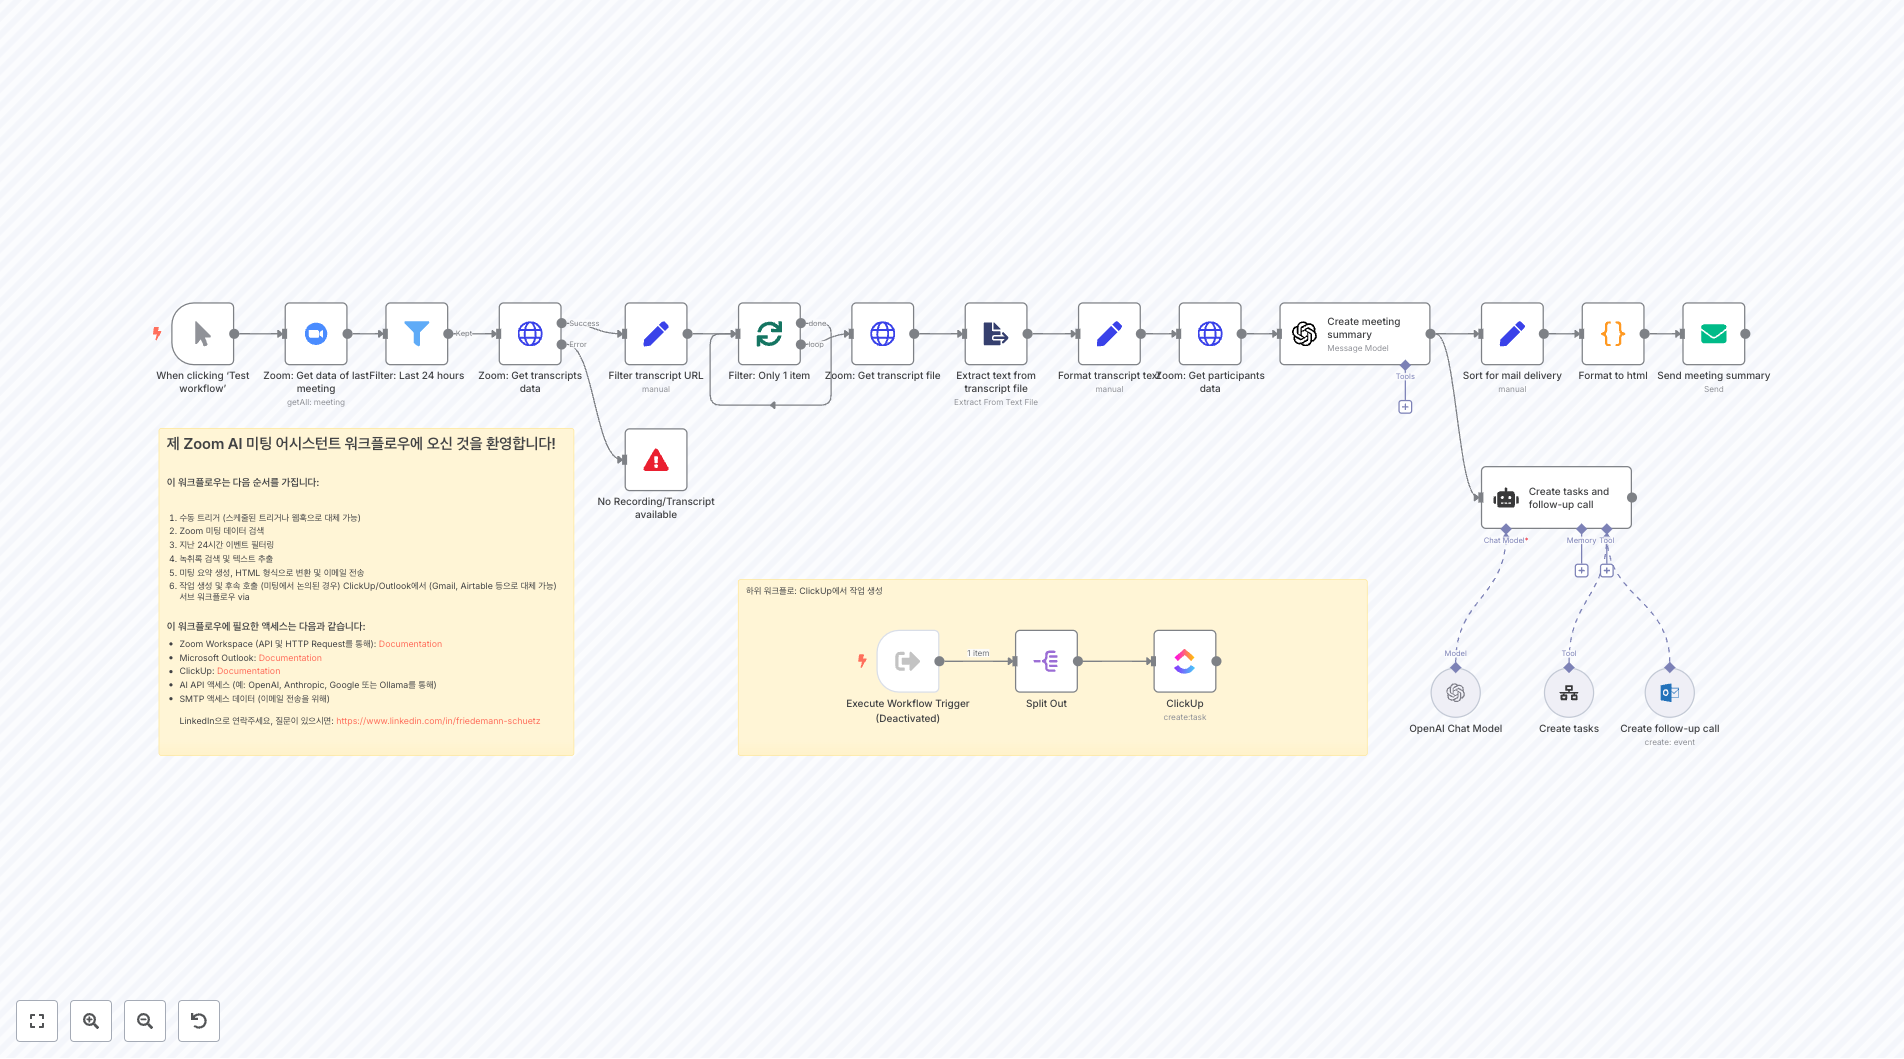 Kept
Success
Error
done
loop
When clicking ‘Test
workflow’
Zoom: Get data of last
meeting
getAll: meeting
Filter: Last 24 hours
Zoom: Get transcripts
data
Filter transcript URL
manual
Filter: Only 1 item
Zoom: Get transcript file
Extract text from
transcript file
Extract From Text File
Format transcript text
manual
Zoom: Get participants
data
Create meeting
summary
Message Model
Tools
Sort for mail delivery
manual
Format to html
Send meeting summary
Send
No Recording/Transcript
available
Create tasks and
follow-up call
Chat Model*
Memory
Tool
Model
Tool
OpenAI Chat Model
Create tasks
Create follow-up call
create: event
제 Zoom AI 미팅 어시스턴트 워크플로우에 오신 것을 환영합니다!
이 워크플로우는 다음 순서를 가집니다:
1. 수동 트리거 (스케줄된 트리거나 웹훅으로 대체 가능)
2. Zoom 미팅 데이터 검색
3. 지난 24시간 이벤트 필터링
4. 녹취록 검색 및 텍스트 추출
5. 미팅 요약 생성, HTML 형식으로 변환 및 이메일 전송
6. 작업 생성 및 후속 호출 (미팅에서 논의된 경우) ClickUp/Outlook에서 (Gmail, Airtable 등으로 대체 가능)
서브 워크플로우 via
이 워크플로우에 필요한 액세스는 다음과 같습니다:
• Zoom Workspace (API 및 HTTP Request를 통해): Documentation
• Microsoft Outlook: Documentation
• ClickUp: Documentation
• AI API 액세스 (예: OpenAI, Anthropic, Google 또는 Ollama를 통해)
• SMTP 액세스 데이터 (이메일 전송을 위해)
LinkedIn으로 연락주세요, 질문이 있으시면: https://www.linkedin.com/in/friedemann-schuetz
하위 워크플로: ClickUp에서 작업 생성
1 item
Execute Workflow Trigger
(Deactivated)
Split Out
ClickUp
create:task